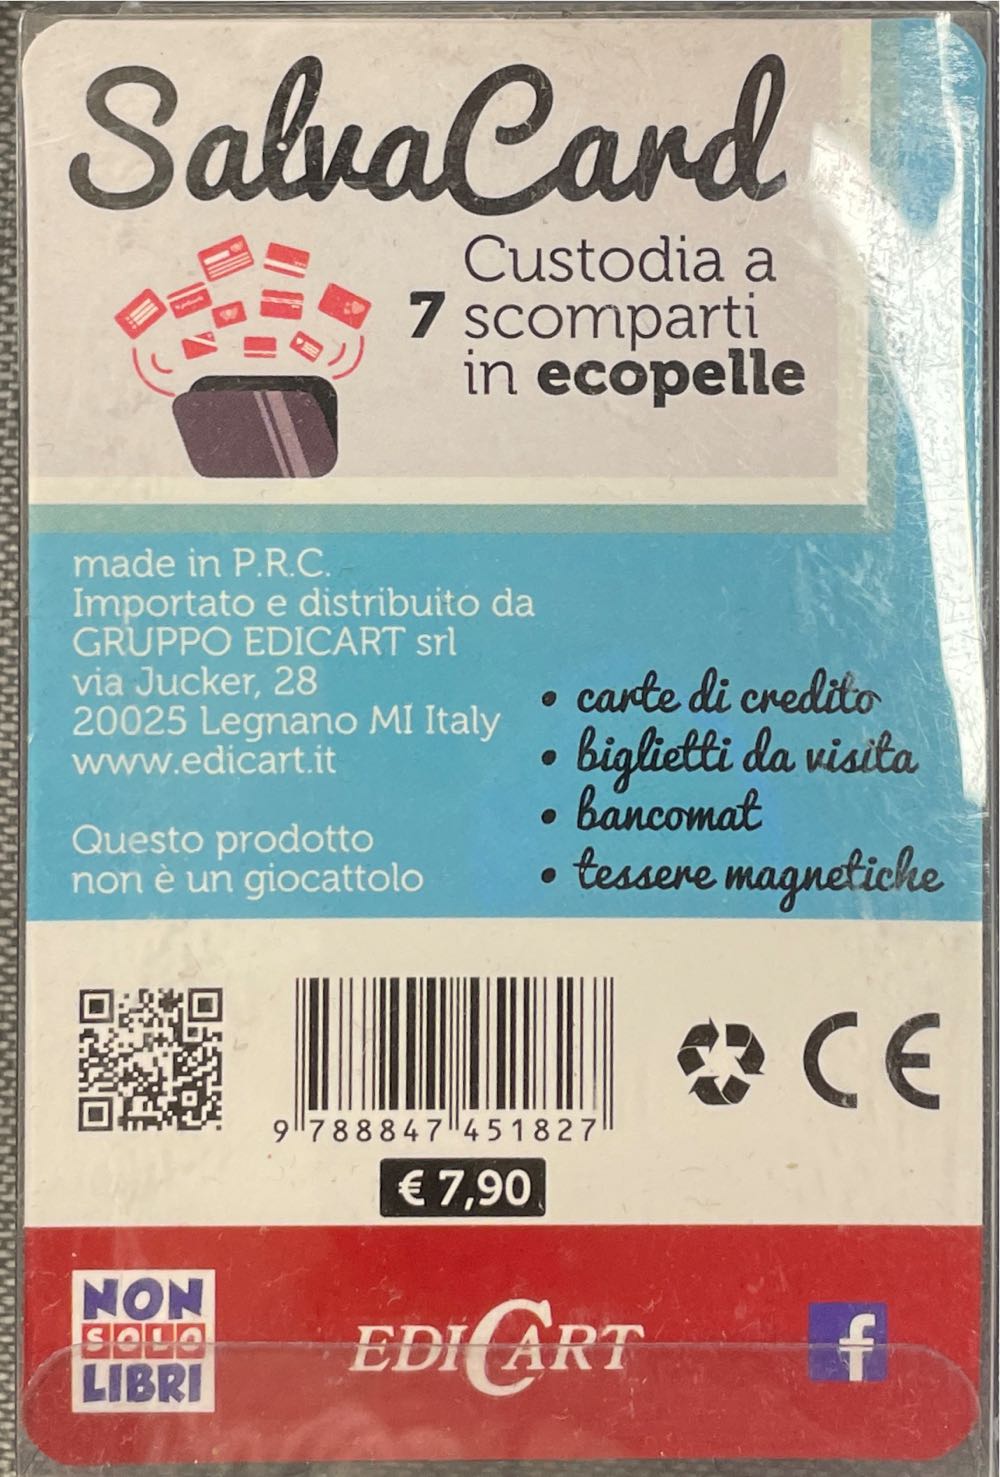 SalvaCard
Custodia a
7 scomparti
in ecopelle
made in P.R.C.
Importato e distribuito da
GRUPPO EDICART srl
via Jucker, 28
20025 Legnano MI Italy
www.edicart.it
Questo prodotto
non è un giocattolo
• carte di credito
• biglietti da visita
• bancomat
• tessere magnetiche
9 788847 451827
€ 7,90
CE
NON
SOLO
LIBRI
EDICART
f